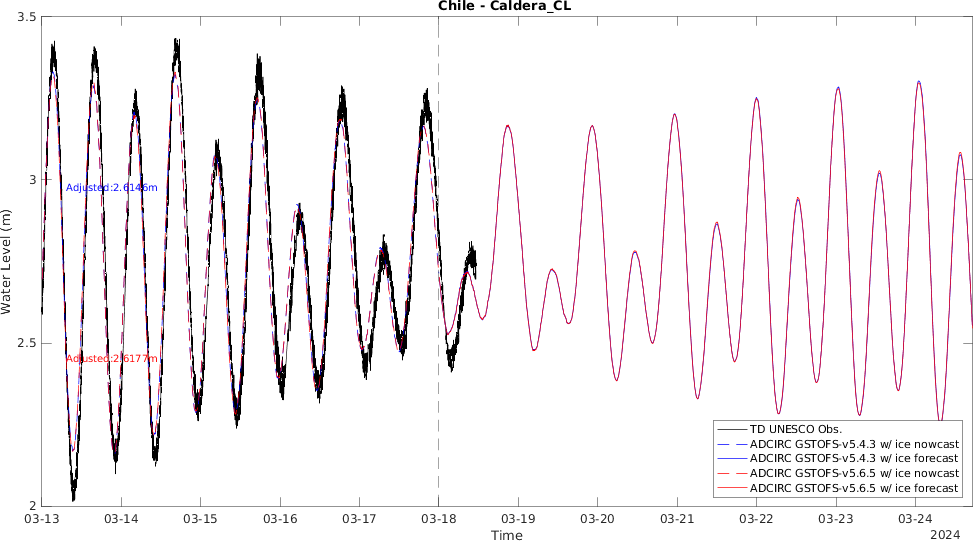 Chile - Caldera_CL
3.5
3
2.5
2
Water Level (m)
Adjusted:2.6146m
Adjusted:2.6177m
TD UNESCO Obs.
ADCIRC GSTOFS-v5.4.3 w/ ice nowcast
ADCIRC GSTOFS-v5.4.3 w/ ice forecast
ADCIRC GSTOFS-v5.6.5 w/ ice nowcast
ADCIRC GSTOFS-v5.6.5 w/ ice forecast
03-13 03-14 03-15 03-16 03-17 03-18 03-19 03-20 03-21 03-22 03-23 03-24
Time
2024